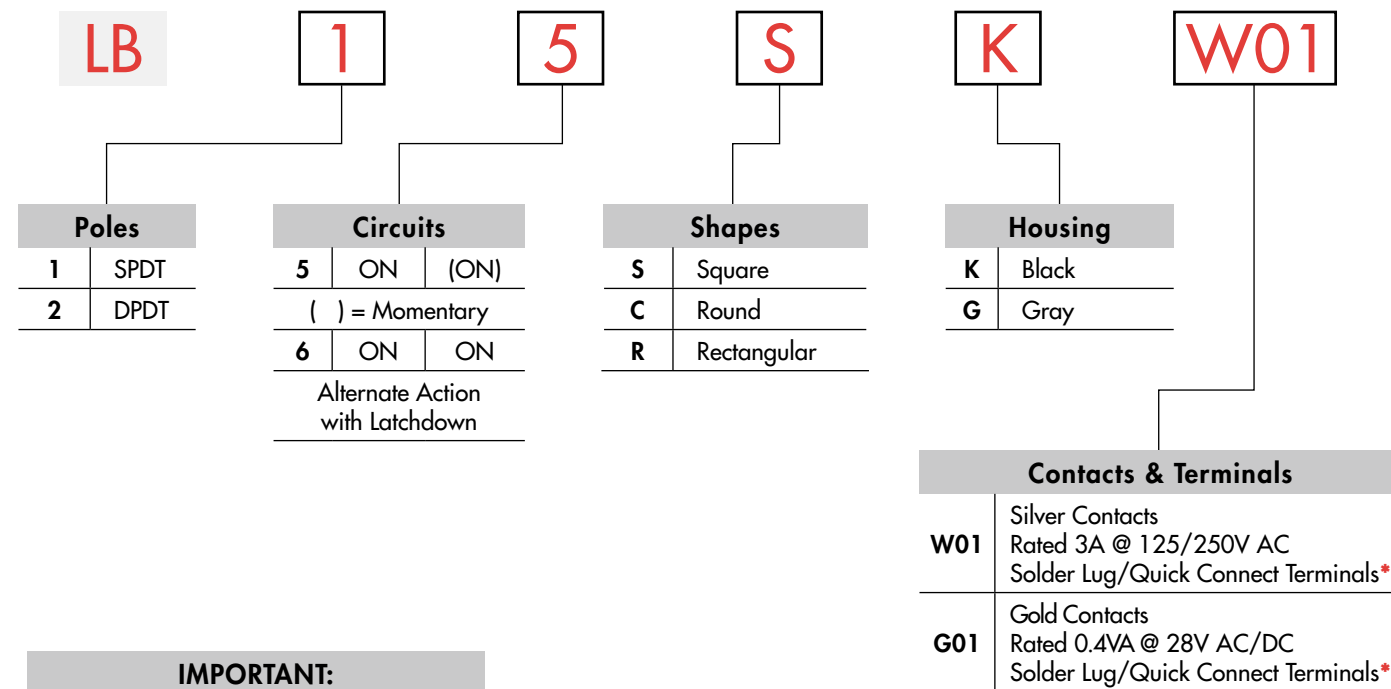 LB 1 5 S K W01
Poles
1 SPDT
2 DPDT
Circuits
5 ON (ON)
( ) = Momentary
6 ON ON
Alternate Action
with Latchdown
Shapes
S Square
C Round
R Rectangular
Housing
K Black
G Gray
Contacts & Terminals
W01
Silver Contacts
Rated 3A @ 125/250V AC
Solder Lug/Quick Connect Terminals*
G01
Gold Contacts
Rated 0.4VA @ 28V AC/DC
Solder Lug/Quick Connect Terminals*
IMPORTANT: